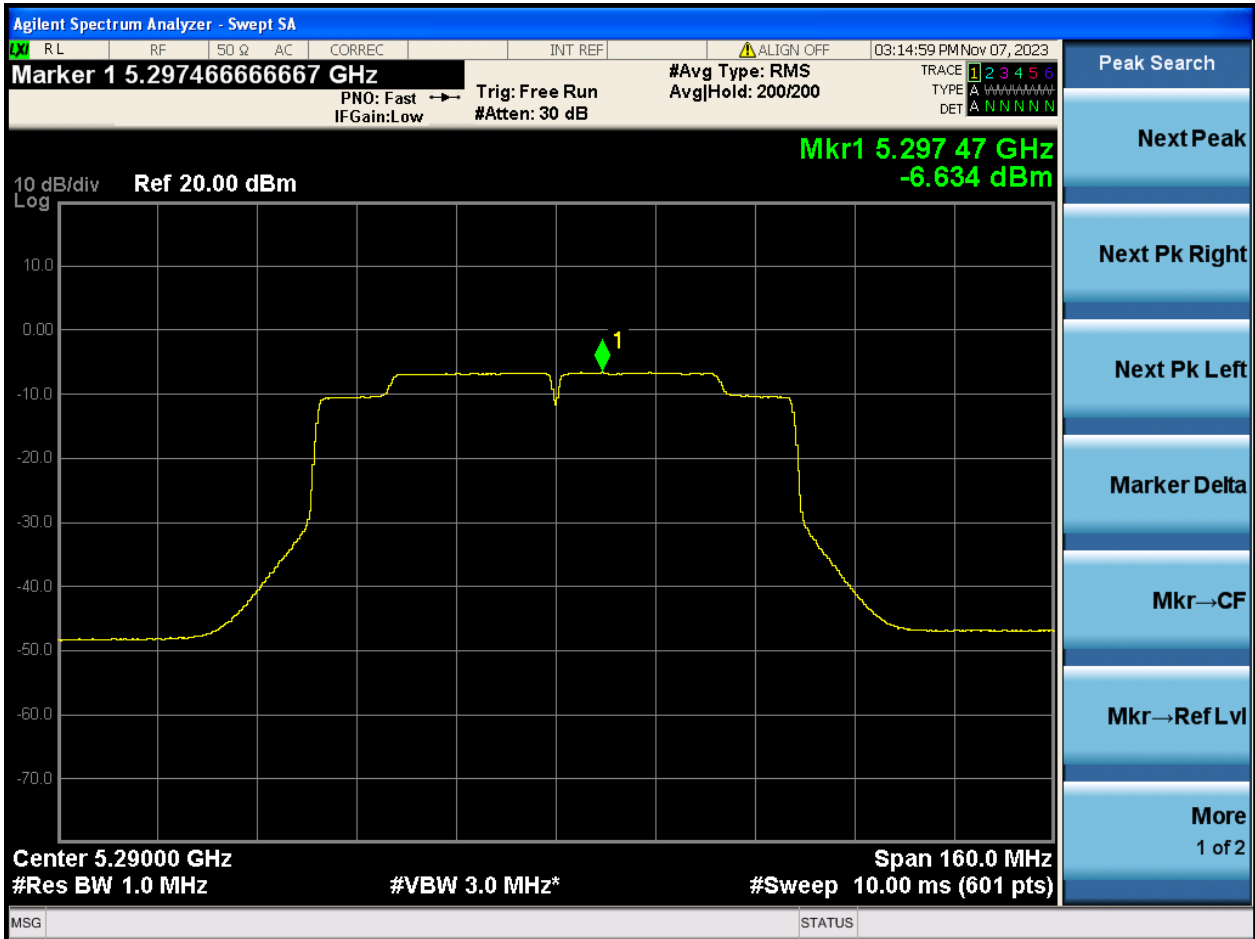 Agilent Spectrum Analyzer - Swept SA
LXI RL RF 50 Ω AC CORREC INT REF ALIGN OFF 03:14:59 PM Nov 07, 2023
Marker 1 5.297466666667 GHz
PNO: Fast
IFGain:Low
Trig: Free Run
#Atten: 30 dB
#Avg Type: RMS
Avg|Hold: 200/200
TRACE 1 2 3 4 5 6
TYPE A WWWWWW
DET A N N N N N
Mkr1 5.297 47 GHz
-6.634 dBm
10 dB/div Ref 20.00 dBm
Log
10.0
0.00
-10.0
-20.0
-30.0
-40.0
-50.0
-60.0
-70.0
1
Center 5.29000 GHz Span 160.0 MHz
#Res BW 1.0 MHz #VBW 3.0 MHz* #Sweep 10.00 ms (601 pts)
MSG STATUS
Peak Search
Next Peak
Next Pk Right
Next Pk Left
Marker Delta
Mkr→CF
Mkr→Ref Lvl
More
1 of 2